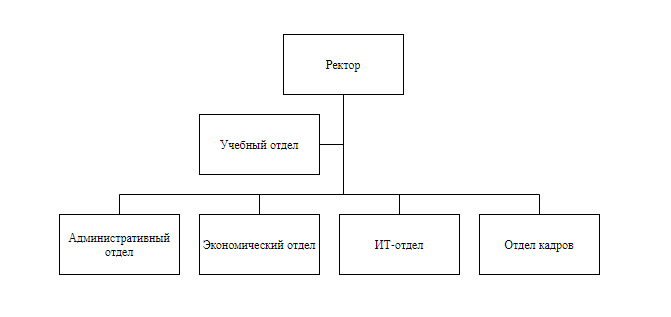 Ректор
Учебный отдел
Административный
отдел
Экономический отдел
ИТ-отдел
Отдел кадров